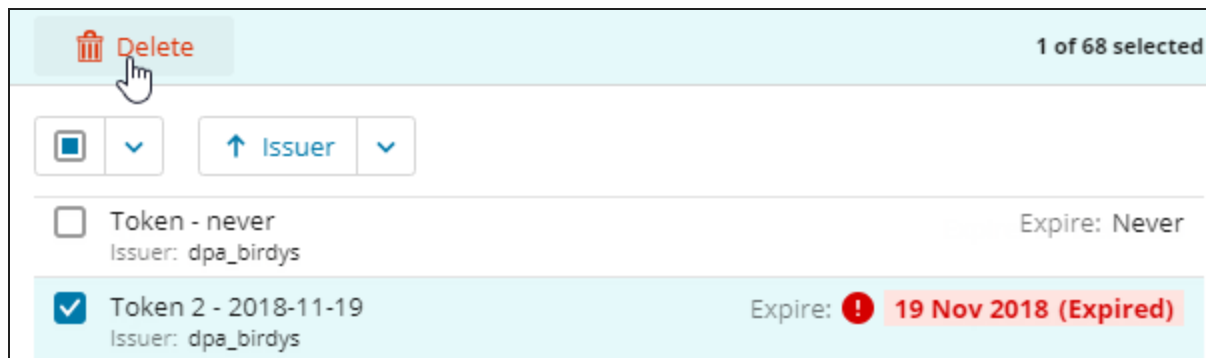 Delete
1 of 68 selected
Issuer
Token - never
Expire: Never
Issuer: dpa_birdys
Token 2 - 2018-11-19
Expire: ! 19 Nov 2018 (Expired)
Issuer: dpa_birdys